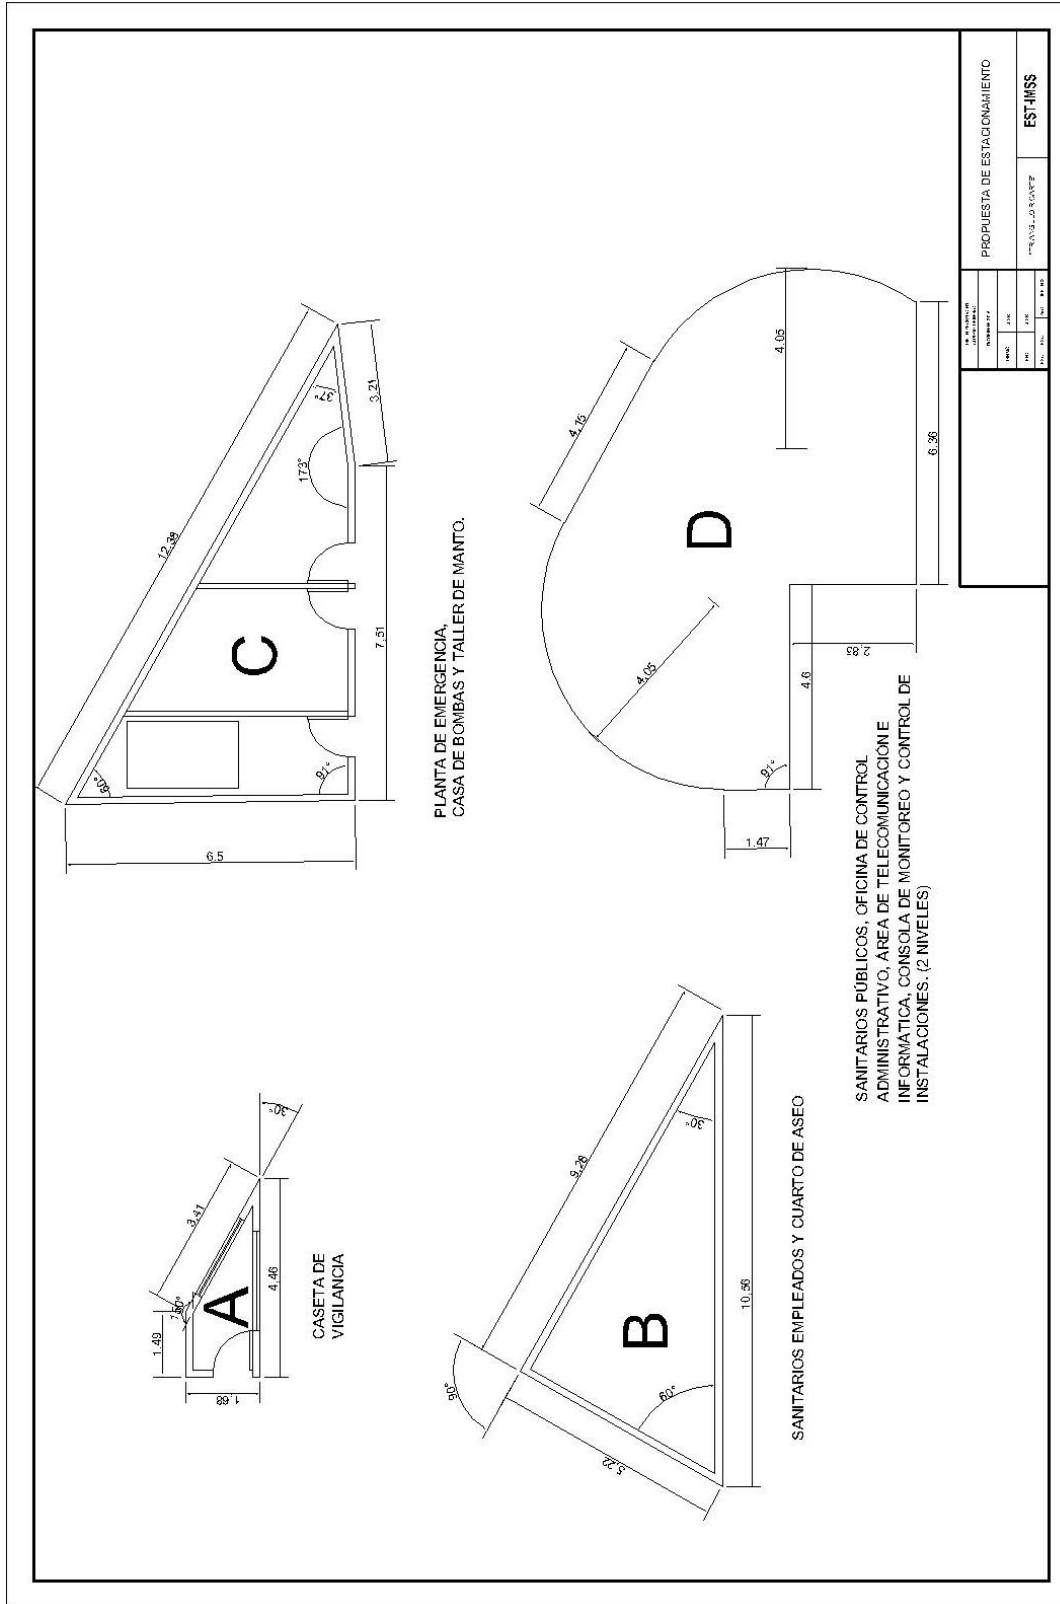 1.49
1.68
150°
3.41
30°
A
4.46
CASETA DE
VIGILANCIA
12.38
6.5
60°
91°
C
173°
37°
3.21
7.51
PLANTA DE EMERGENCIA,
CASA DE BOMBAS Y TALLER DE MANTO.
90°
9.28
5.22
60°
30°
B
10.56
SANITARIOS EMPLEADOS Y CUARTO DE ASEO
4.15
4.05
4.05
D
1.47
91°
4.6
2.83
6.36
SANITARIOS PÚBLICOS, OFICINA DE CONTROL
ADMINISTRATIVO, ÁREA DE TELECOMUNICACIÓN E
INFORMÁTICA, CONSOLA DE MONITOREO Y CONTROL DE
INSTALACIONES. (2 NIVELES)
PROPUESTA DE ESTACIONAMIENTO
EST-IMSS